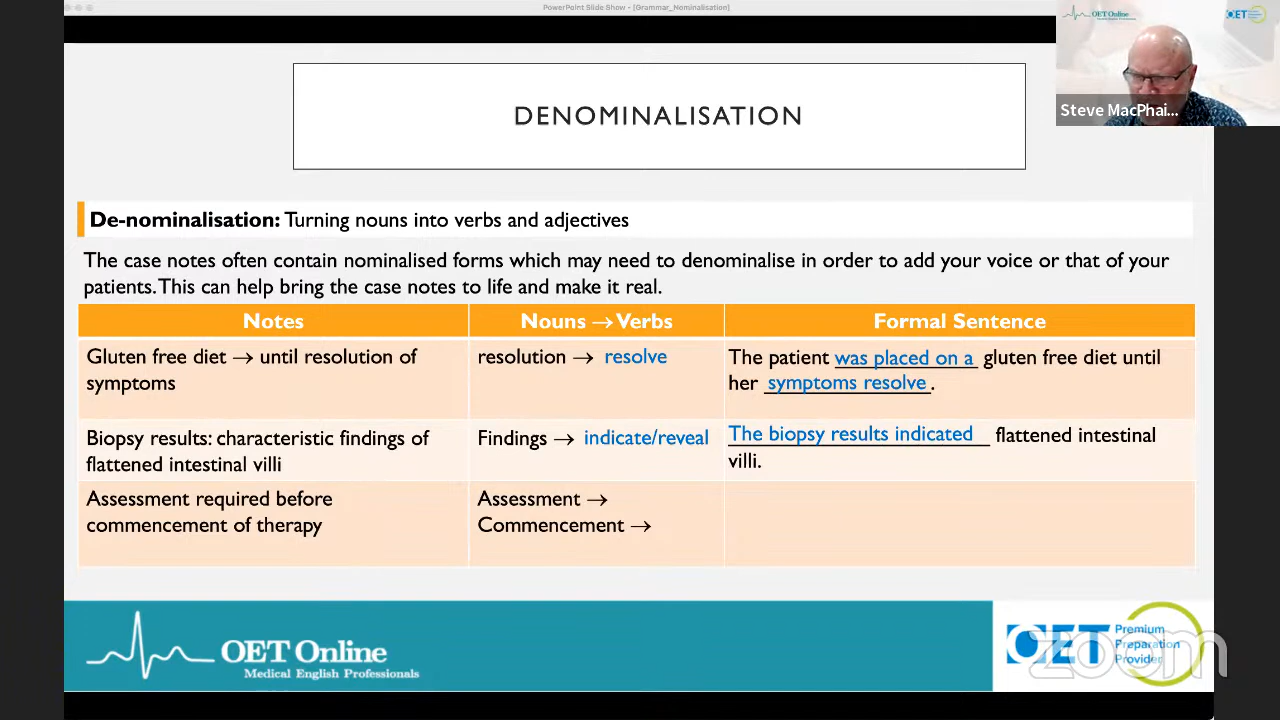 PowerPoint Slide Show - [Grammar_Nominalisation]
OET Online
OET
Steve MacPhai...
DENOMINALISATION
De-nominalisation: Turning nouns into verbs and adjectives
The case notes often contain nominalised forms which may need to denominalise in order to add your voice or that of your
patients. This can help bring the case notes to life and make it real.
Notes
Nouns → Verbs
Formal Sentence
Gluten free diet → until resolution of
symptoms
resolution → resolve
The patient was placed on a gluten free diet until
her symptoms resolve.
Biopsy results: characteristic findings of
flattened intestinal villi
Findings → indicate/reveal
The biopsy results indicated flattened intestinal
villi.
Assessment required before
commencement of therapy
Assessment →
Commencement →
OET Online
Medical English Professionals
OET
Premium
Preparation
Provider
zoom